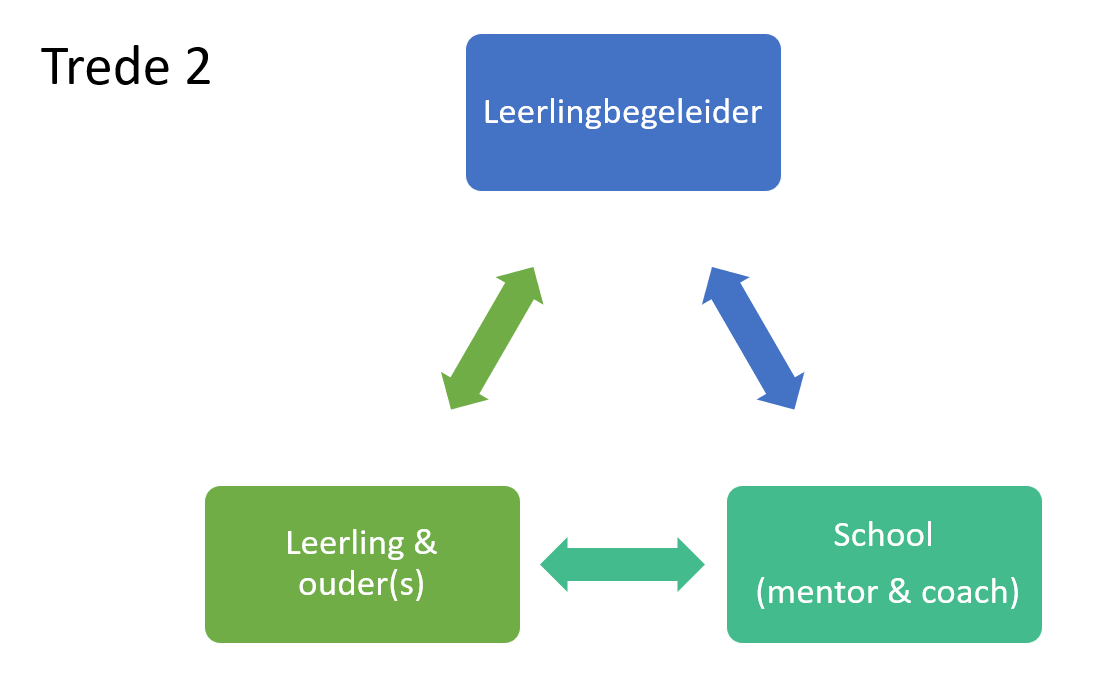 Trede 2
Leerlingbegeleider
Leerling &
ouder(s)
School
(mentor & coach)